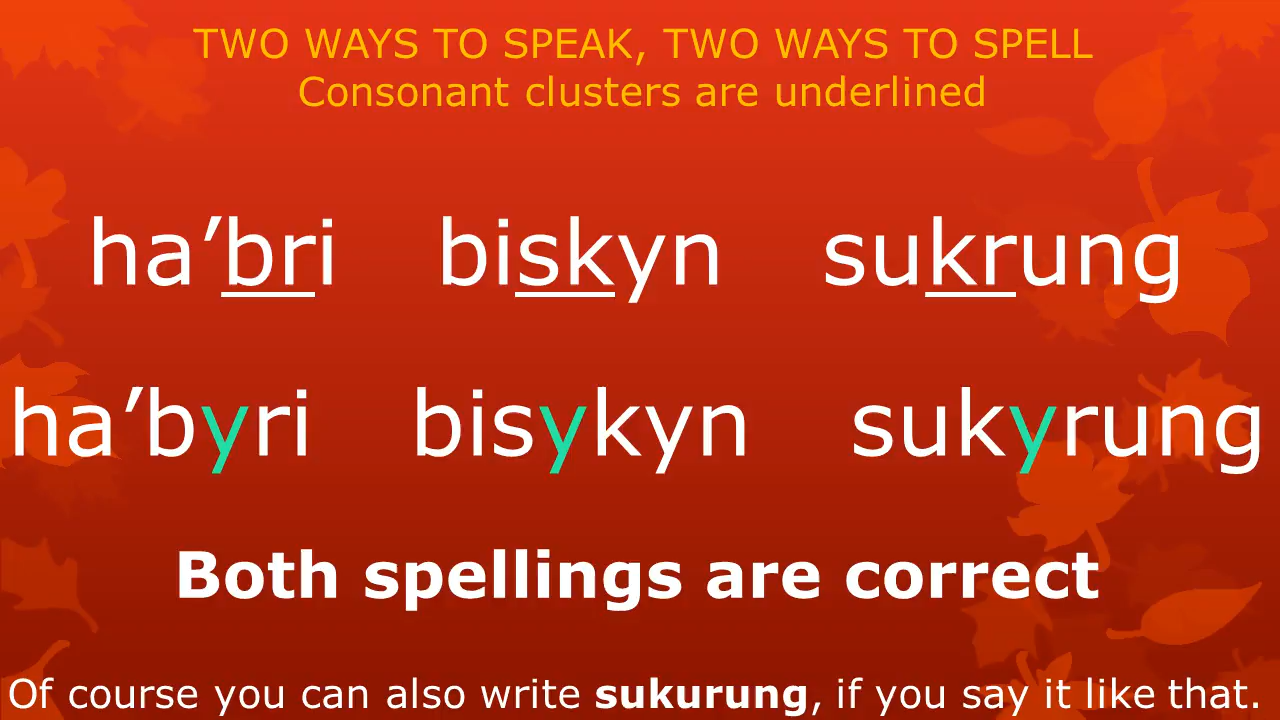 TWO WAYS TO SPEAK, TWO WAYS TO SPELL
Consonant clusters are underlined
ha’bri biskyn sukrung
ha’byri bisykyn sukyrung
Both spellings are correct
Of course you can also write sukurung, if you say it like that.